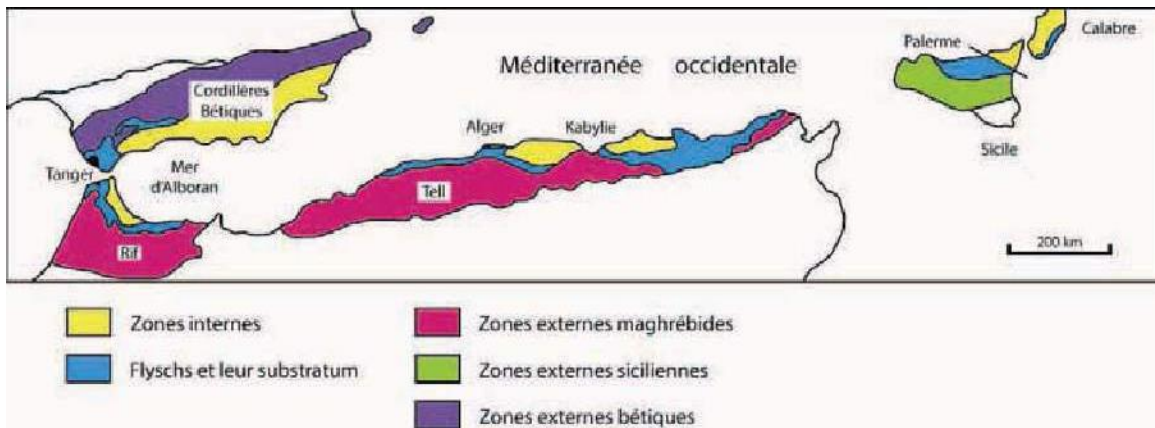 Calabre
Palerme
Méditerranée occidentale
Cordillères
Bétiques
Alger
Kabylie
Sicile
Tanger
Mer
d'Alboran
Tell
Rif
200 km
Zones internes
Zones externes maghrébides
Flyschs et leur substratum
Zones externes siciliennes
Zones externes bétiques